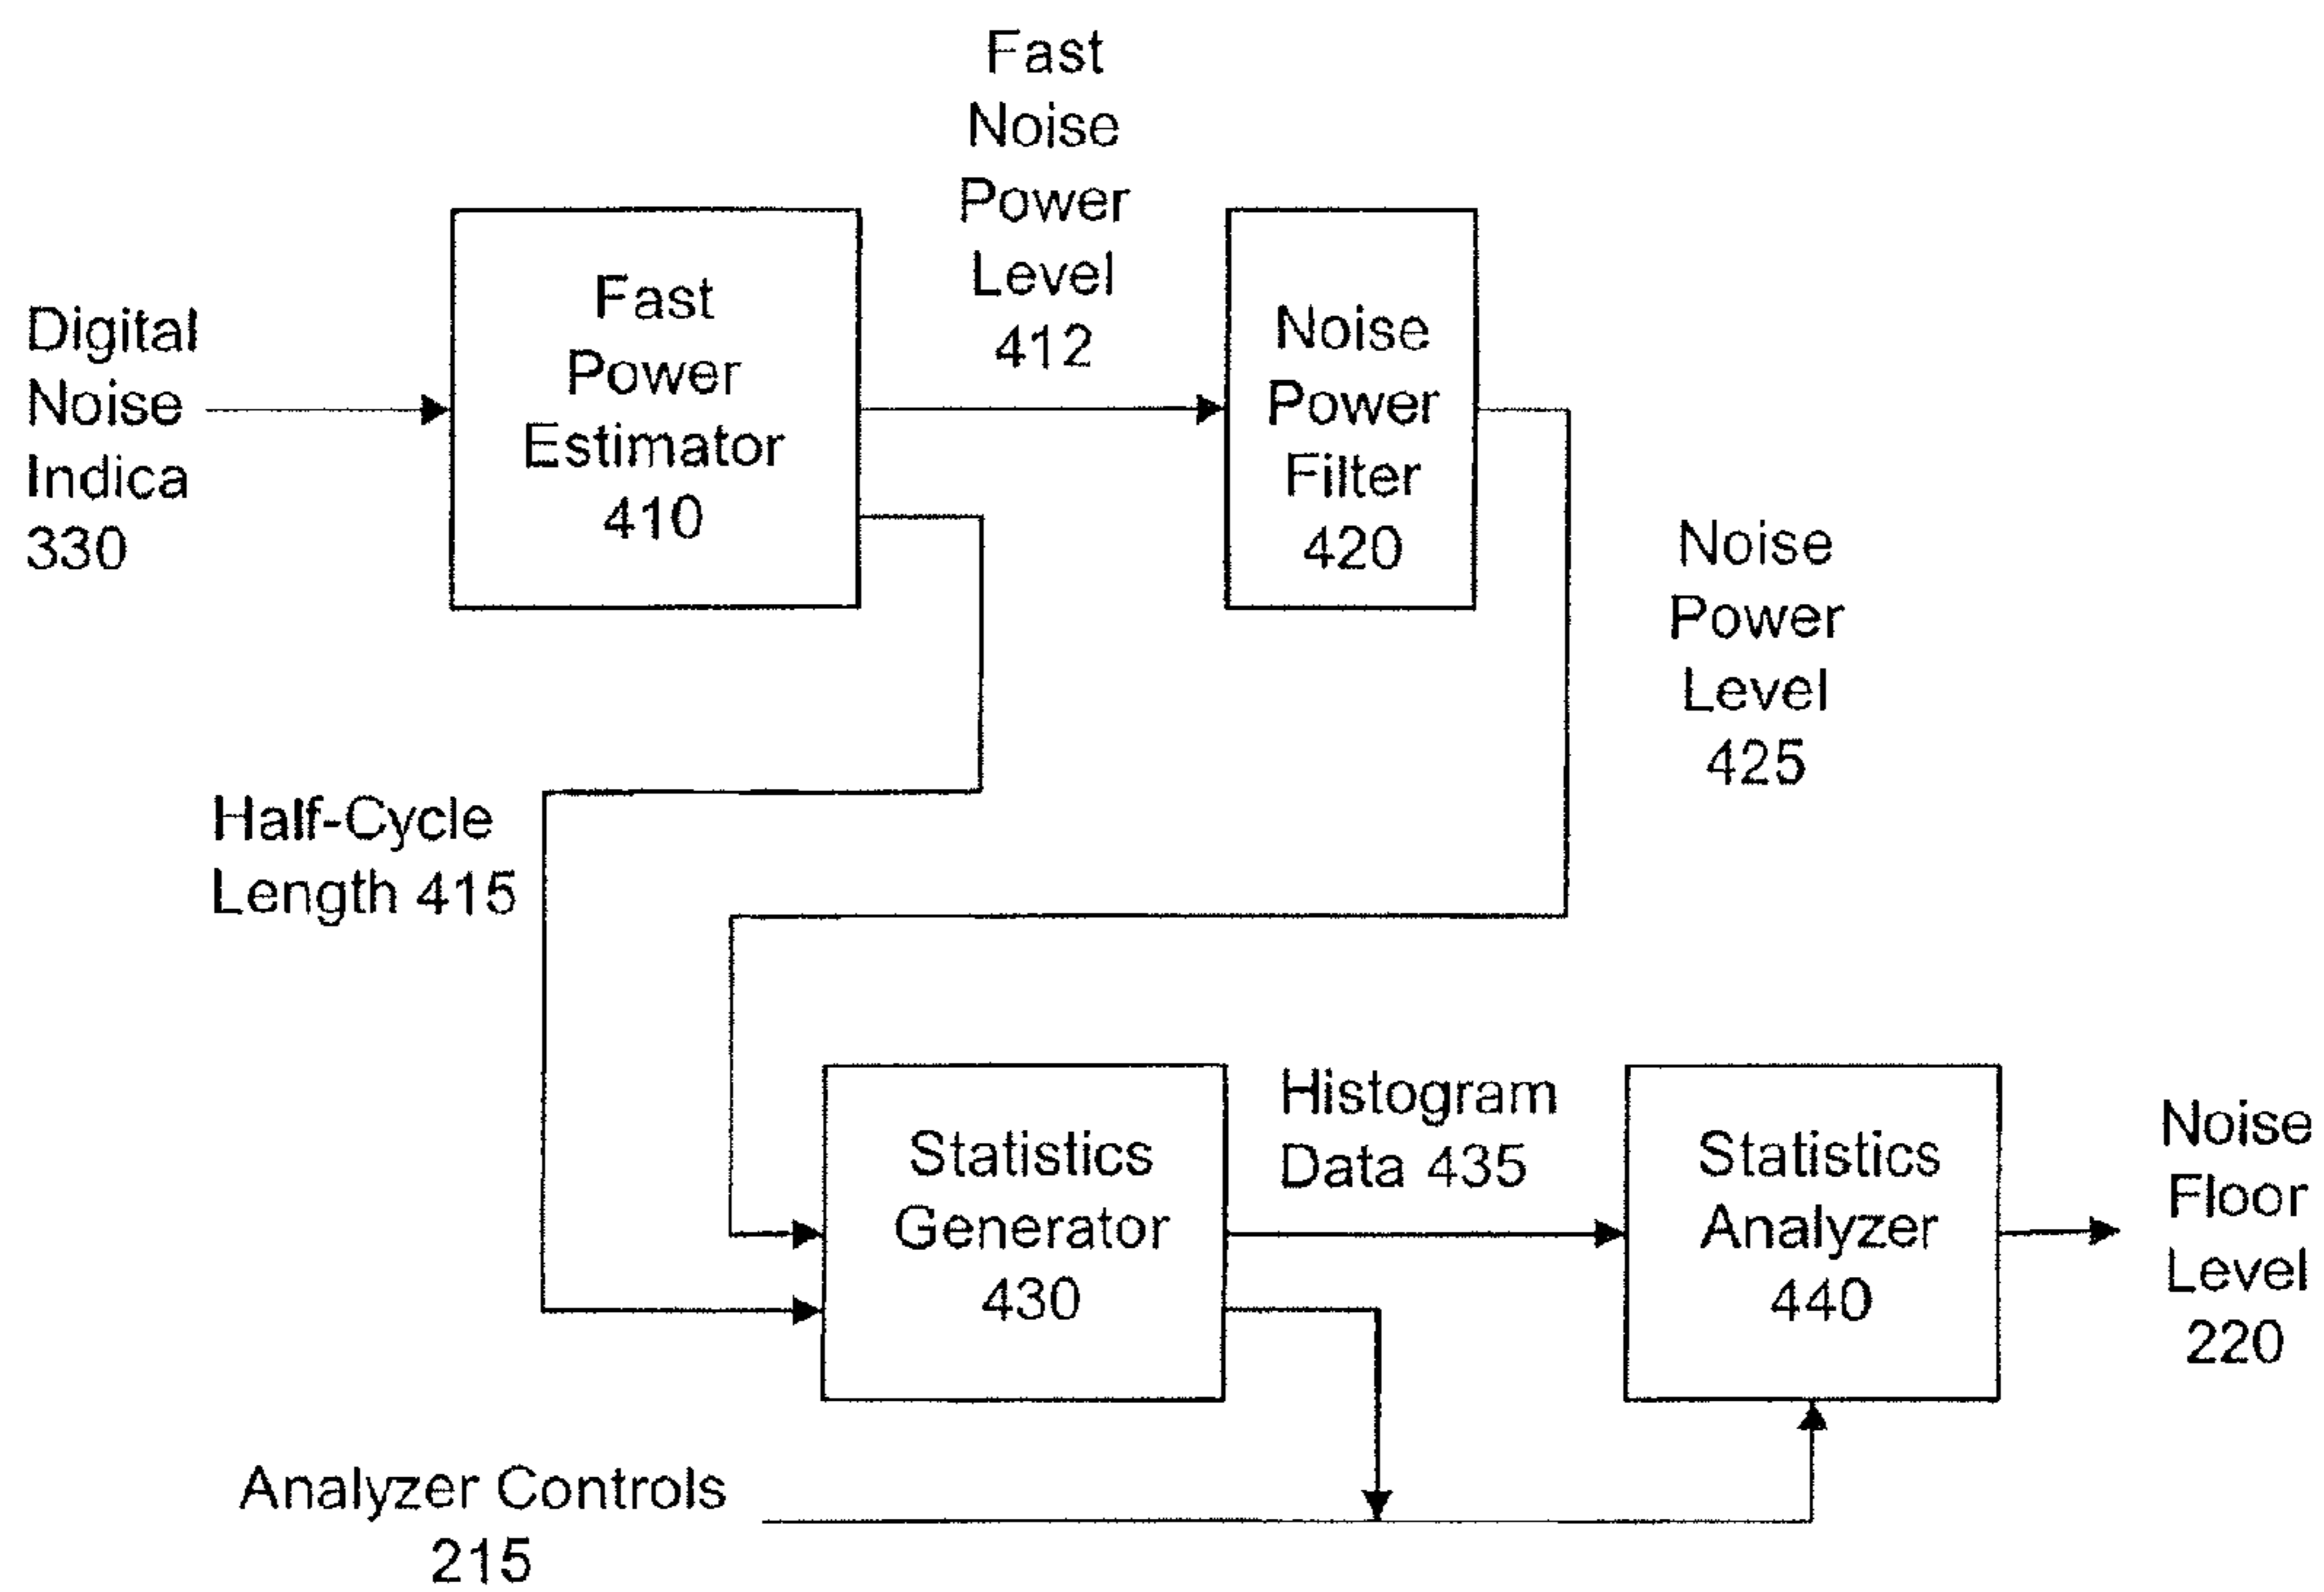 Fast
Noise
Power
Level
412
Digital
Noise
Indica
330
Fast
Power
Estimator
410
Noise
Power
Filter
420
Noise
Power
Level
425
Half-Cycle
Length 415
Statistics
Generator
430
Histogram
Data 435
Statistics
Analyzer
440
Noise
Floor
Level
220
Analyzer Controls
215